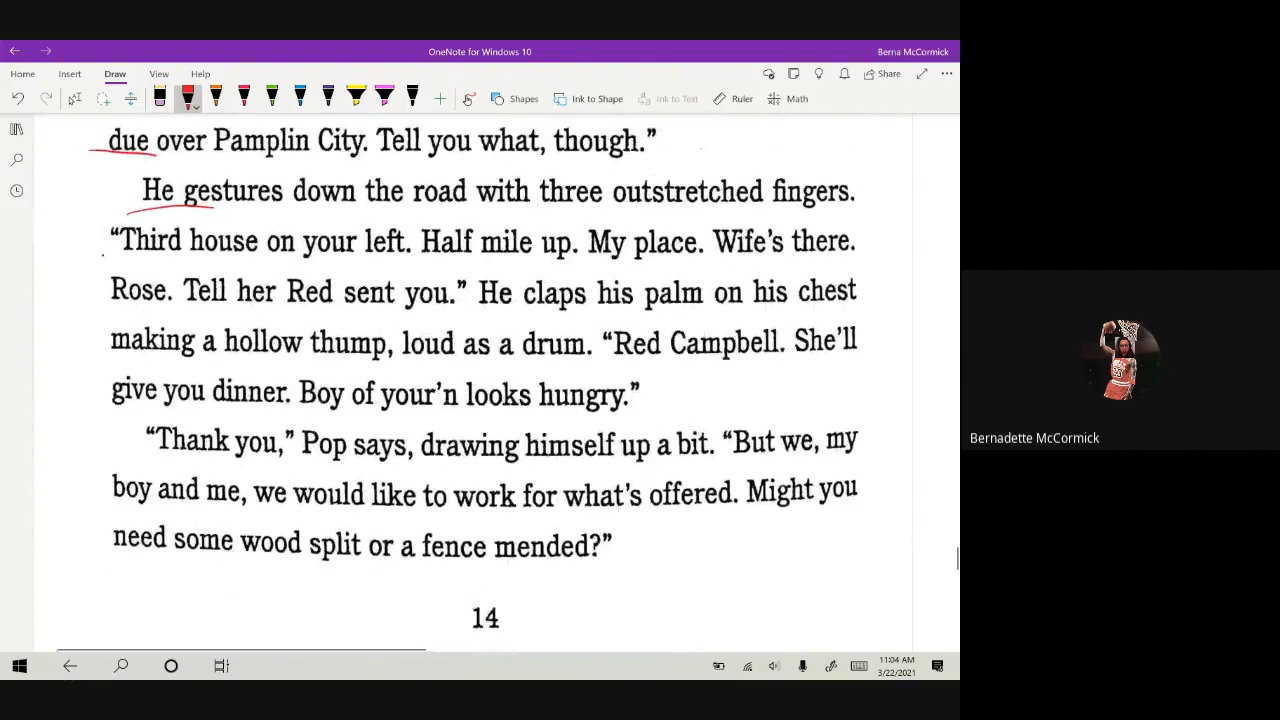 OneNote for Windows 10
Berna McCormick
Home Insert Draw View Help
Share
Shapes Ink to Shape Ink to Text Ruler Math
due over Pamplin City. Tell you what, though.”
He gestures down the road with three outstretched fingers.
“Third house on your left. Half mile up. My place. Wife’s there.
Rose. Tell her Red sent you.” He claps his palm on his chest
making a hollow thump, loud as a drum. “Red Campbell. She’ll
give you dinner. Boy of your’n looks hungry.”
“Thank you,” Pop says, drawing himself up a bit. “But we, my
boy and me, we would like to work for what’s offered. Might you
need some wood split or a fence mended?”
14
Bernadette McCormick
11:04 AM
3/22/2021